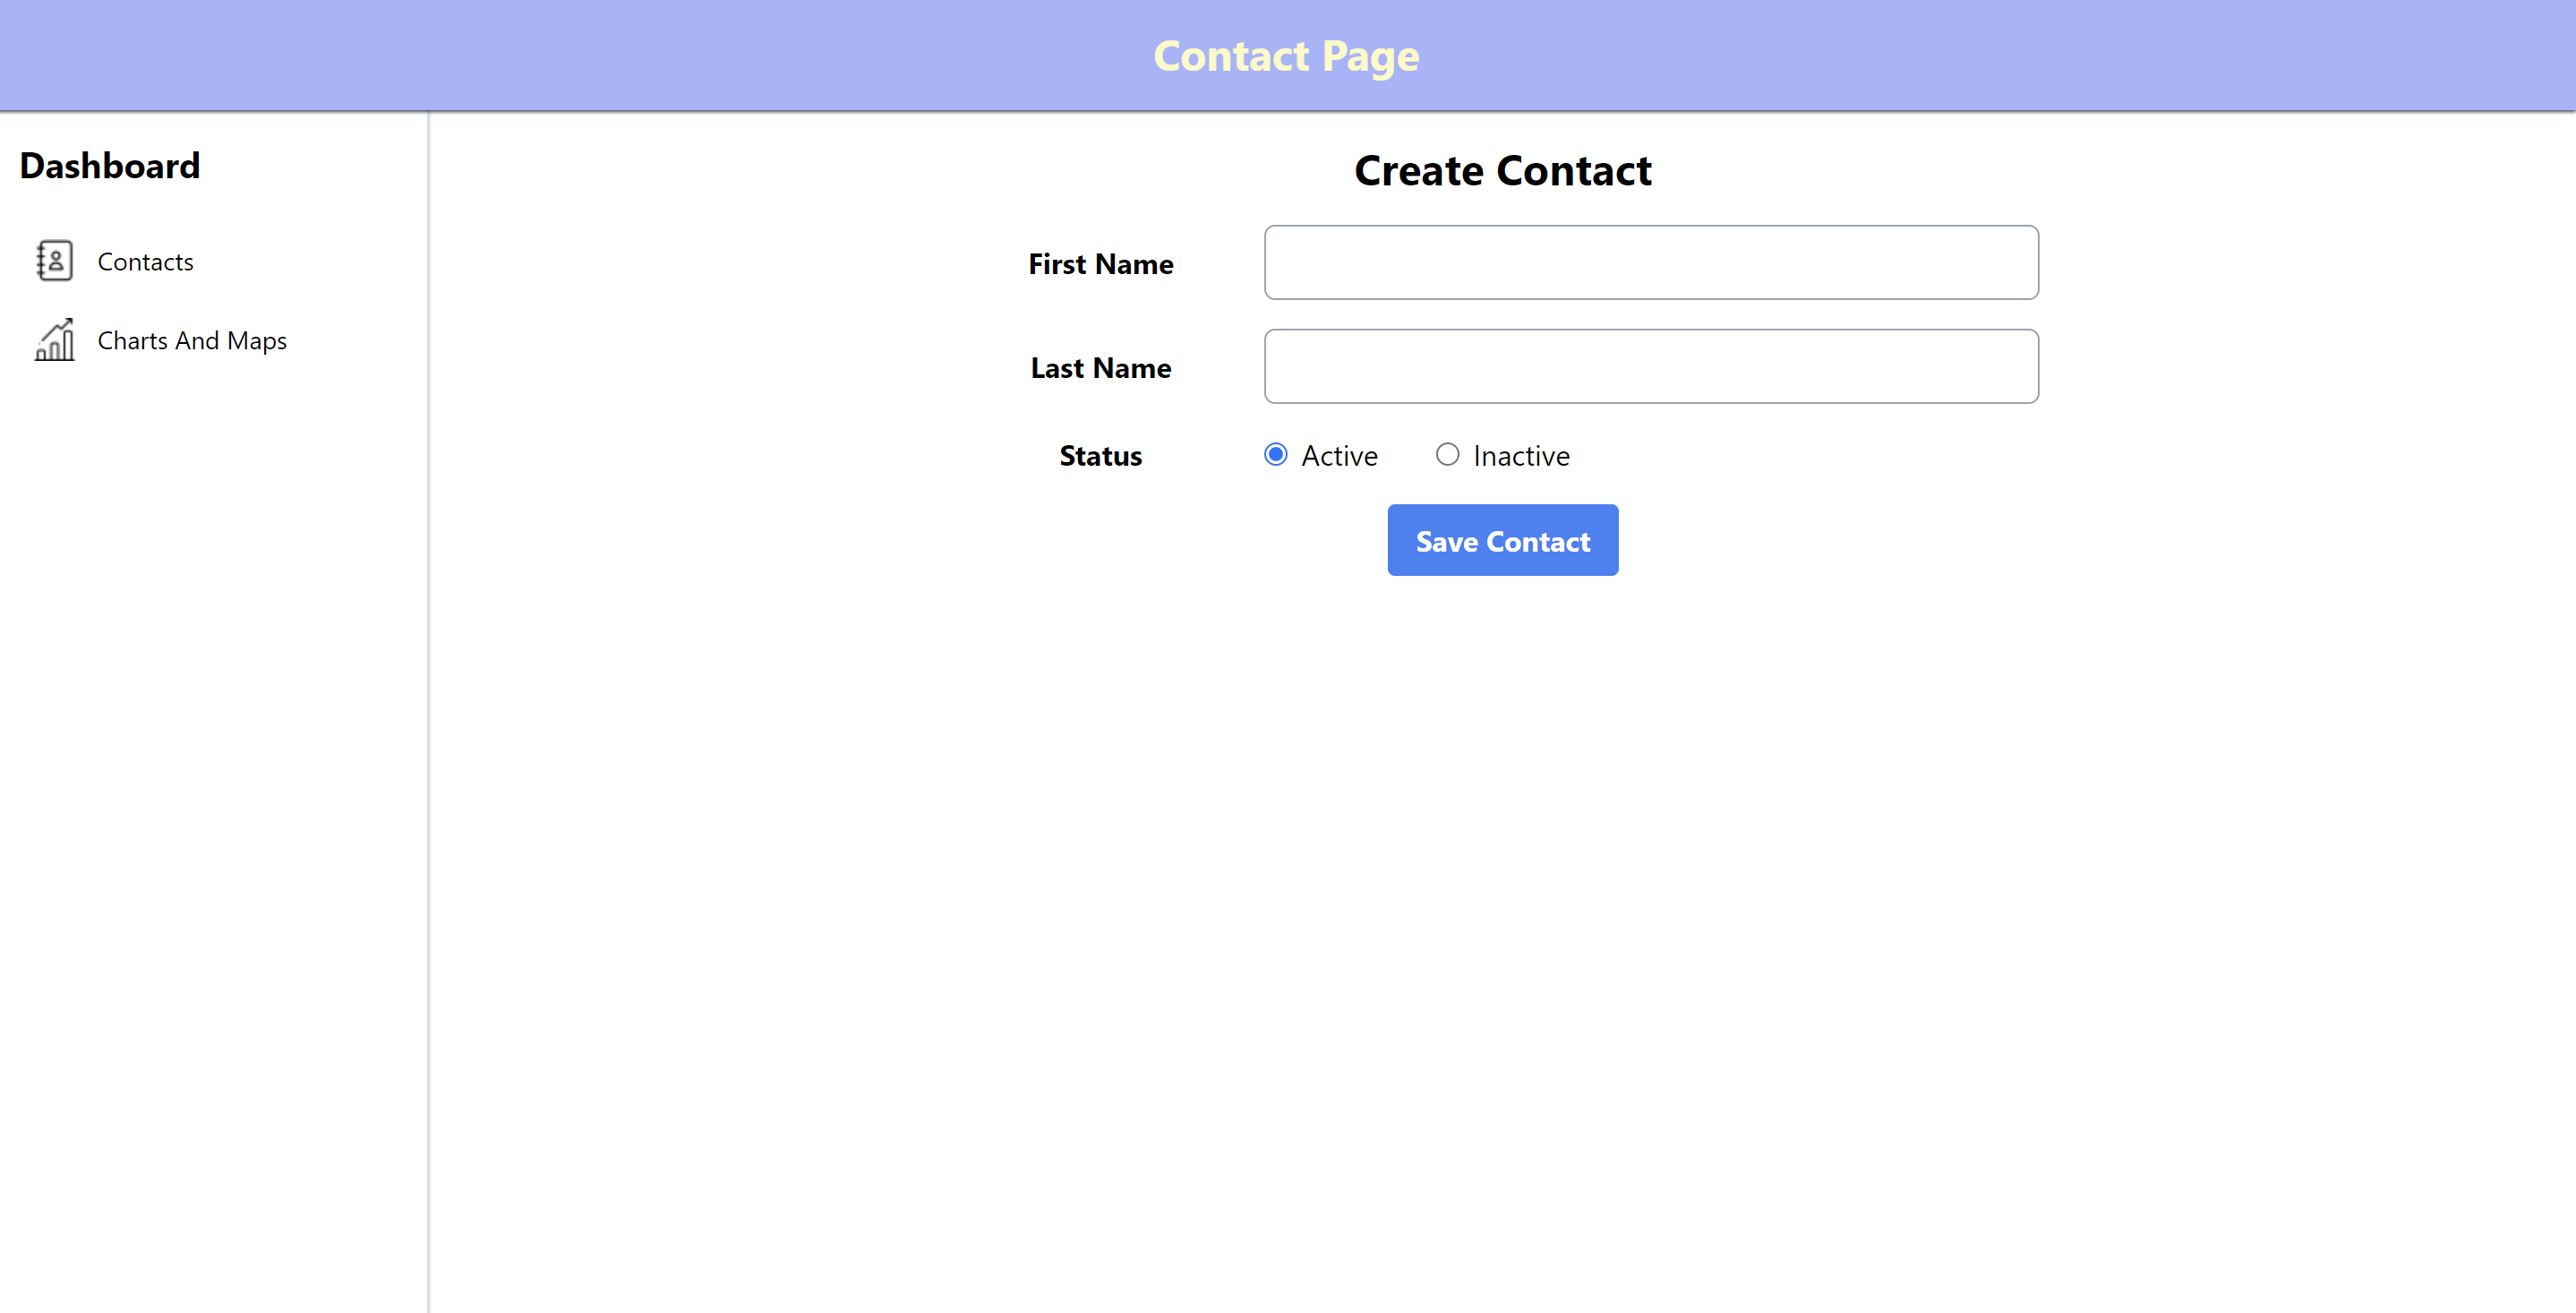 Contact Page
Dashboard
Contacts
Charts And Maps
Create Contact
First Name
Last Name
Status Active Inactive
Save Contact